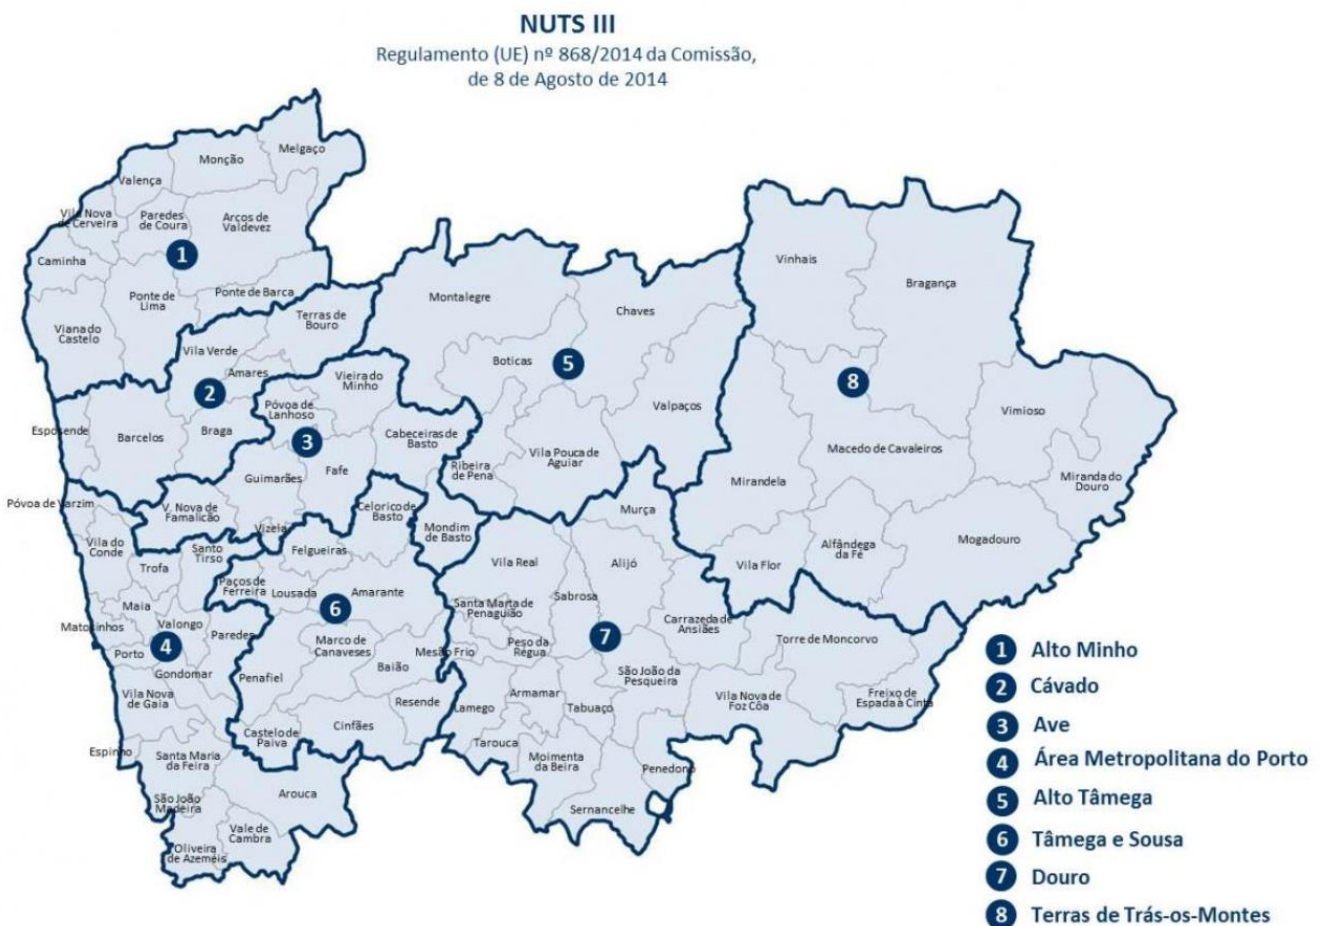 NUTS III
Regulamento (UE) nº 868/2014 da Comissão,
de 8 de Agosto de 2014
Melgaço
Monção
Valença
Vila Nova
de Cerveira
Paredes
de Coura
Arcos de
Valdevez
1
Caminha
Ponte de
Lima
Ponte de Barca
Viana do
Castelo
Terras de
Bouro
Vila Verde
Amares
2
Esposende
Barcelos
Braga
Vieira do
Minho
Póvoa de
Lanhoso
3
Cabeceiras de
Basto
Fafe
Guimarães
V. Nova de
Famalicão
Vizela
Mondim
de Basto
Montalegre
Chaves
Boticas
5
Valpaços
Vila Pouca de
Aguiar
Ribeira
de Pena
Vinhais
Bragança
8
Vimioso
Macedo de Cavaleiros
Mirandela
Miranda do
Douro
Mogadouro
Alfândega
da Fé
Vila Flor
Póvoa de Varzim
Vila do
Conde
Santo
Tirso
Trofa
Maia
Matosinhos
Valongo
Paredes
Porto
4
Gondomar
Vila Nova
de Gaia
Espinho
Santa Maria
da Feira
Arouca
São João
Madeira
Vale de
Cambra
Oliveira
de Azeméis
Celorico de
Basto
Felgueiras
Paços de
Ferreira
Lousada
Amarante
6
Marco de
Canaveses
Baião
Penafiel
Resende
Cinfães
Castelo de
Paiva
Murça
Vila Real
Alijó
Sabrosa
Santa Marta de
Penaguião
Carrazeda de
Ansiães
7
Peso da
Régua
Mesão Frio
Torre de Moncorvo
São João da
Pesqueira
Armamar
Vila Nova de
Foz Côa
Freixo de
Espada à Cinta
Lamego
Tabuaço
Tarouca
Moimenta
da Beira
Penedono
Sernancelhe
1 Alto Minho
2 Cávado
3 Ave
4 Área Metropolitana do Porto
5 Alto Tâmega
6 Tâmega e Sousa
7 Douro
8 Terras de Trás-os-Montes